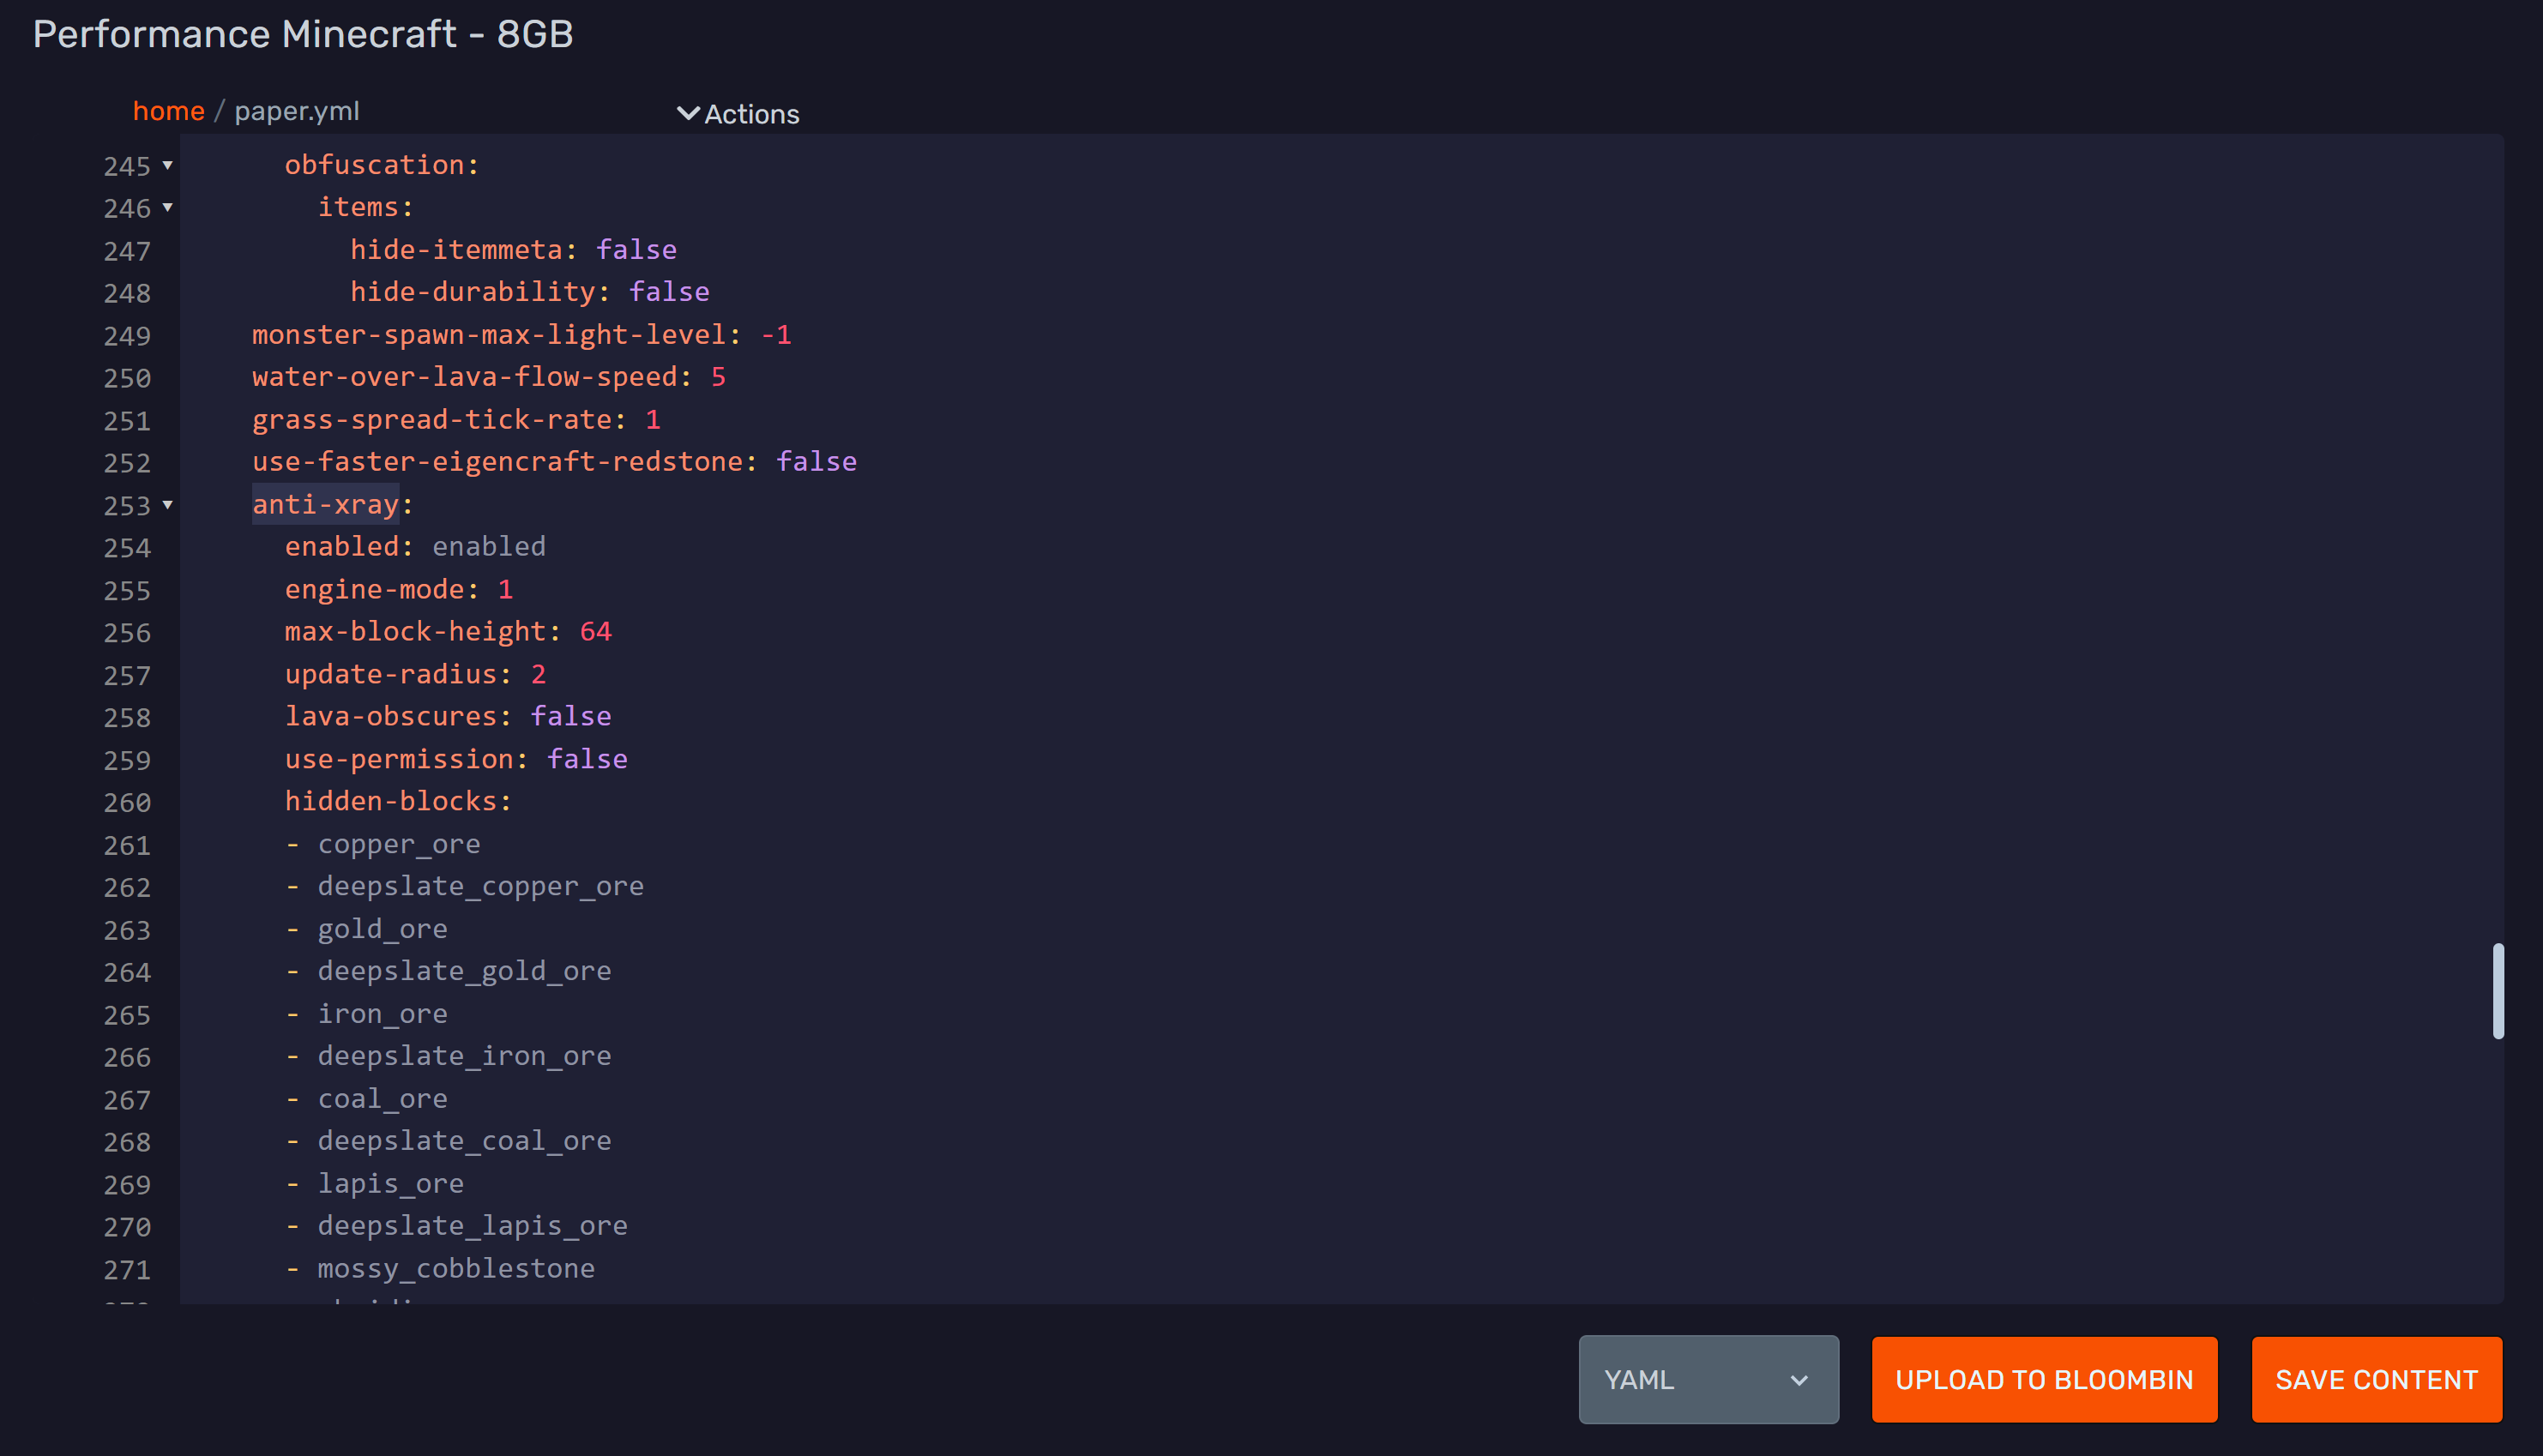 Performance Minecraft - 8GB
home / paper.yml
Actions
245 obfuscation:
246 items:
247 hide-itemmeta: false
248 hide-durability: false
249 monster-spawn-max-light-level: -1
250 water-over-lava-flow-speed: 5
251 grass-spread-tick-rate: 1
252 use-faster-eigencraft-redstone: false
253 anti-xray:
254 enabled: enabled
255 engine-mode: 1
256 max-block-height: 64
257 update-radius: 2
258 lava-obscures: false
259 use-permission: false
260 hidden-blocks:
261 - copper_ore
262 - deepslate_copper_ore
263 - gold_ore
264 - deepslate_gold_ore
265 - iron_ore
266 - deepslate_iron_ore
267 - coal_ore
268 - deepslate_coal_ore
269 - lapis_ore
270 - deepslate_lapis_ore
271 - mossy_cobblestone
YAML
UPLOAD TO BLOOMBIN
SAVE CONTENT